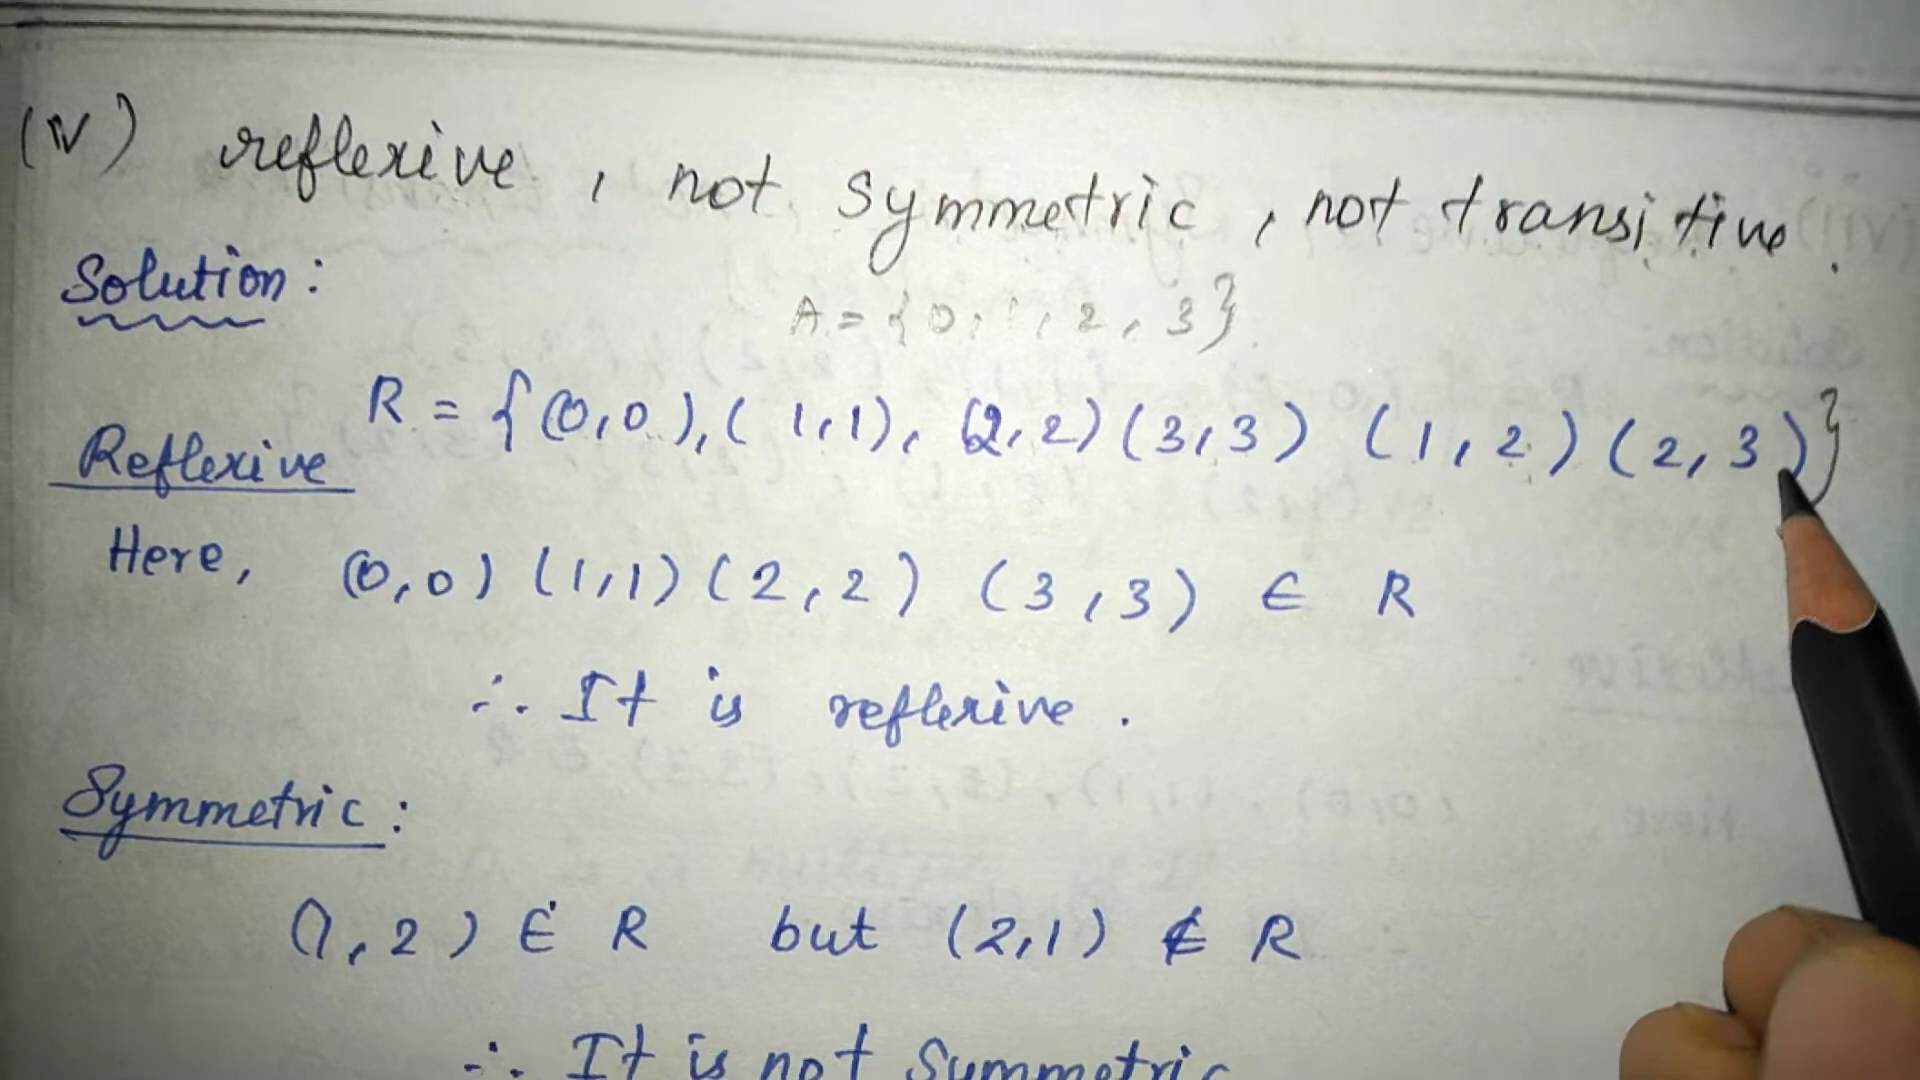 (IV) reflexive, not symmetric, not transitive.
Solution:
A = {0, 1, 2, 3}
R = {(0,0), (1,1), (2,2) (3,3) (1,2) (2,3)}
Reflexive
Here, (0,0) (1,1) (2,2) (3,3) ∈ R
∴ It is reflexive.
Symmetric:
(1,2) ∈ R but (2,1) ∉ R
∴ It is not Symmetric